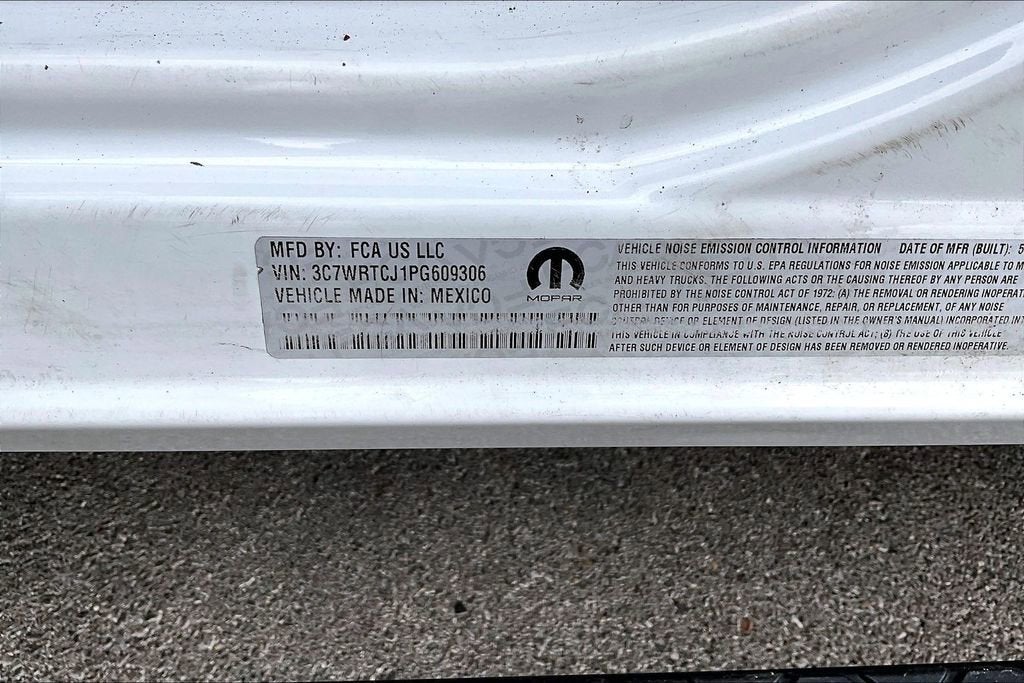 MFD BY: FCA US LLC
VIN: 3C7WRTCJ1PG609306
VEHICLE MADE IN: MEXICO
MOPAR
VEHICLE NOISE EMISSION CONTROL INFORMATION DATE OF MFR (BUILT): 5
THIS VEHICLE CONFORMS TO U.S. EPA REGULATIONS FOR NOISE EMISSION APPLICABLE TO M
AND HEAVY TRUCKS. THE FOLLOWING ACTS OR THE CAUSING THEREOF BY ANY PERSON ARE
PROHIBITED BY THE NOISE CONTROL ACT OF 1972: (A) THE REMOVAL OR RENDERING INOPERAT
OTHER THAN FOR PURPOSES OF MAINTENANCE, REPAIR, OR REPLACEMENT, OF ANY NOISE
CONTROL DEVICE OR ELEMENT OF DESIGN (LISTED IN THE OWNER'S MANUAL) INCORPORATED INT
THIS VEHICLE IN COMPLIANCE WITH THE NOISE CONTROL ACT; (B) THE USE OF THIS VEHICLE
AFTER SUCH DEVICE OR ELEMENT OF DESIGN HAS BEEN REMOVED OR RENDERED INOPERATIVE.